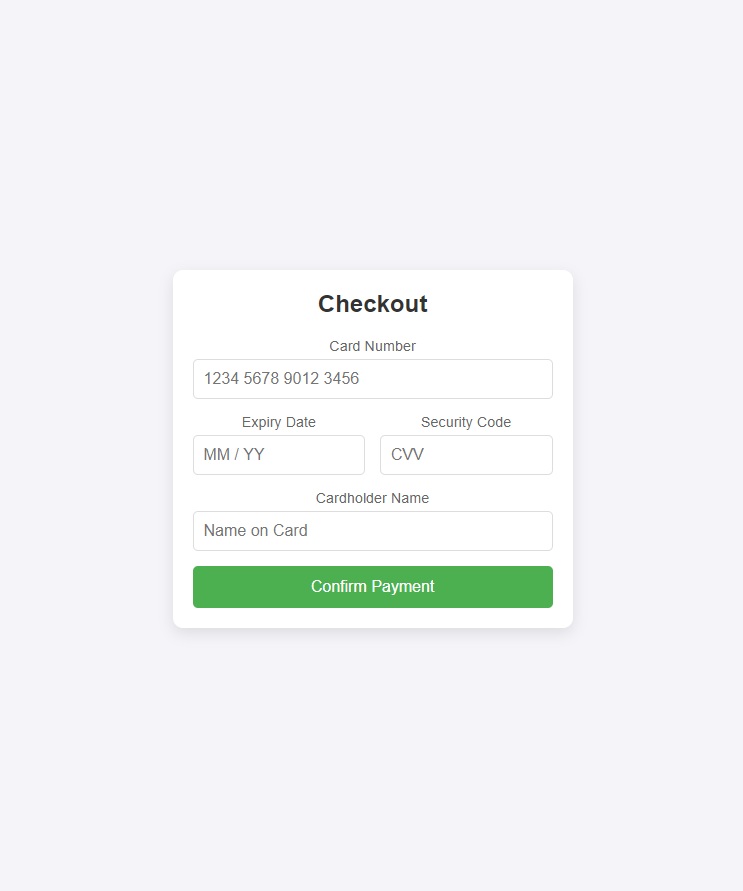 Checkout
Card Number
1234 5678 9012 3456
Expiry Date Security Code
MM / YY CVV
Cardholder Name
Name on Card
Confirm Payment